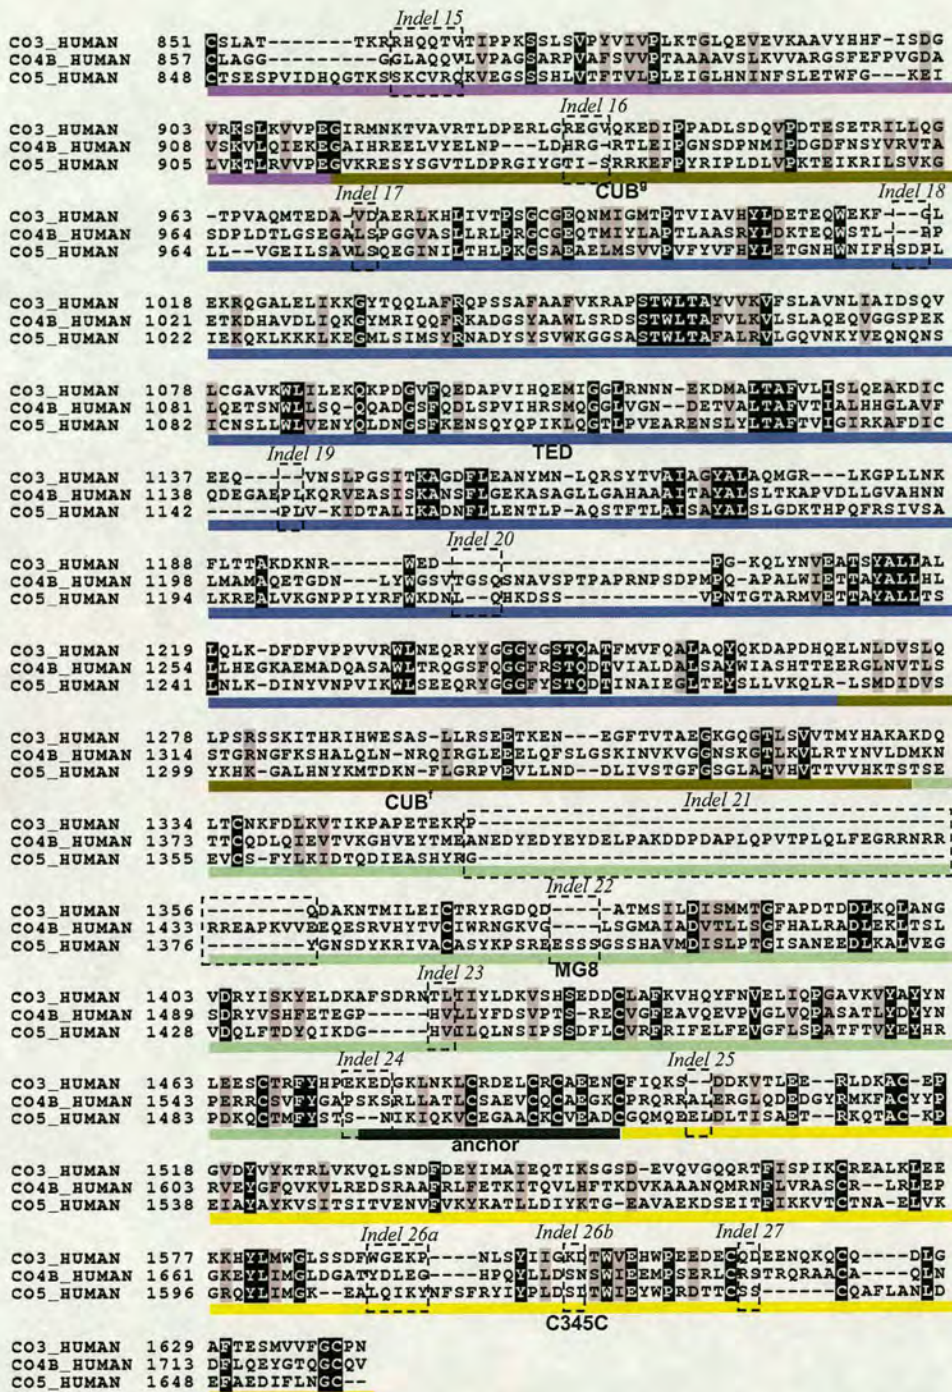 Indel 15
CO3_HUMAN 851 CSLAT-------TKRRHQQTVTIPPKSSLSVPYVIVPLKTGLQEVEVKAAVYHHF-ISDG
CO4B_HUMAN 857 CLAGG-------GGLAQQVLVPAGSARPVAFSVVPTAAAAVSLKVVARGSFEFPVGDA
CO5_HUMAN 848 CTSESPVIDHQGTKSSKCVRQKVEGSSSHLVTFTVLPLEIGLHNINFSLETWFG---KEI
Indel 16
CO3_HUMAN 903 VRKSLKVVPEGIRMNKTVAVRTLDPERLGREGVQKEDIPPADLSDQVPDTESETRILLQG
CO4B_HUMAN 908 VSKVLQIEKEGAIHREELVYELNP---LDHRG-RTLEIPGNSDPNMIPDGDFNSYVRVTA
CO5_HUMAN 905 LVKTLRVVPEGVKRESYSGVTLDPRGIYGTI-SRRKEFPYRIPLDLVPKTEIKRILSVKG
CUBg
Indel 17
Indel 18
CO3_HUMAN 963 -TPVAQMTEDA-VDAERLKHLIVTPSGCGEQNMIGMTPTVIAVHYLDETEQWEKF---GL
CO4B_HUMAN 964 SDPLDTLGSEGALSPGGVASLLRLPRGCGEQTMIYLAPTLAASRYLDKTEQWSTL---RP
CO5_HUMAN 964 LL--VGEILSAVLSQEGINILTHLPKGSAEAELMSVVPVFYVFHYLETGNHWNIFHSDPL
CO3_HUMAN 1018 EKRQGALELIKKGYTQQLAFRQPSSAFAAFVKRAPSTWLTAYVVKVFSLAVNLIAIDSQV
CO4B_HUMAN 1021 ETKDHAVDLIQKGYMRIQQFRKADGSYAAWLSRDSSTWLTAFVLKVLSLAQEQVGGSPEK
CO5_HUMAN 1022 IEKQKLKKKLKEGMLSIMSYRNADYSYSVWKGGSASTWLTAFALRVLGQVNKYVEQNQNS
CO3_HUMAN 1078 LCGAVKWLILEKQKPDGVFQEDAPVIHQEMIGGLRNNN-EKDMALTAFVLISLQEAKDIC
CO4B_HUMAN 1081 LQETSNWLLSQ-QQADGSFQDLSPVIHRSMQGGLVGN--DETVALTAFVTIALHHGLAVF
CO5_HUMAN 1082 ICNSLLWLVENYQLDNGSFKENSQYQPIKLQGTLPVEARENSLYLTAFTVIGIRKAFDIC
Indel 19
TED
CO3_HUMAN 1137 EEQ-----VNSLPGSITKAGDFLEANYMN-LQRSYTVAIAGYALAQMGR---LKGPLLNK
CO4B_HUMAN 1138 QDEGAEPLKQRVEASISKANSFLGEKASAGLLGAHAAAITAYALSLTKAPVDLLGVAHNN
CO5_HUMAN 1142 ------PLV-KIDTALIKADNFLLENTLP-AQSTFTLAISAYALSLGDKTHPQFRSIVSA
Indel 20
CO3_HUMAN 1188 FLTTAKDKNR------WED------------------PG-KQLYNVEATSYALLAL
CO4B_HUMAN 1198 LMAMAQETGDN---LYWGSVTGSQSNAVSPTPAPRNPSDPMPQ-APALWIETTAYALLHL
CO5_HUMAN 1194 LKREALVKGNPPIYRFWKDNL--QHKDSS--------VPNTGTARMVETTAYALLTS
CO3_HUMAN 1219 LQLK-DFDFVPPVVRWLNEQRYYGGGYGSTQATFMVFQALAQYQKDAPDHQELNLDVSLQ
CO4B_HUMAN 1254 LLHEGKAEMADQASAWLTRQGSFQGGFRSTQDTVIALDALSAYWIASHTTEERGLNVTLS
CO5_HUMAN 1241 LNLK-DINYVNPVIKWLSEEQRYGGGFYSTQDTINAIEGLTEYSLLVKQLR-LSMDIDVS
CO3_HUMAN 1278 LPSRSSKITHRIHWESAS-LLRSEETKEN---EGFTVTAEGKGQGTLSVVTMYHAKAKDQ
CO4B_HUMAN 1314 STGRNGFKSHALQLN-NRQIRGLEEELQFSLGSKINVKVGGNSKGTLKVLRTYNVLDMKN
CO5_HUMAN 1299 YKHK-GALHNYKMTDKN-FLGRPVEVLLND--DLIVSTGFGSGLATVHVTTVVHKTSTSE
CUBf
Indel 21
CO3_HUMAN 1334 LTCNKFDLKVTIKPAPETEKRP--------------------------------------
CO4B_HUMAN 1373 TTCQDLQIEVTVKGHVEYTMEANEDYEDYEYDELPAKDDPDAPLQPVTPLQLFEGRRNRR
CO5_HUMAN 1355 EVCS-FYLKIDTQDIEASHYRG--------------------------------------
Indel 22
CO3_HUMAN 1356 ---------QDAKNTMILEICTRYRGDQD----ATMSILDISMMTGFAPDTDDLKQLANG
CO4B_HUMAN 1433 RREAPKVVEEQESRVHYTVCIWRNGKVG-----LSGMAIADVTLLSGFHALRADLEKLTSL
CO5_HUMAN 1376 ---------YGNSDYKRIVACASYKPSREESSSGSSHAVMDISLPTGISANEEDLKALVEG
MG8
Indel 23
CO3_HUMAN 1403 VDRYISKYELDKAFSDRNTLIIYLDKVSHSEDDCLAFKVHQYFNVELIQPGAVKVYAYYN
CO4B_HUMAN 1489 SDRYVSHFETEGP----HVLLYFDSVPTS-RECVGFEAVQEVPVGLVQPASATLYDYYN
CO5_HUMAN 1428 VDQLFTDYQIKDG----HVILQLNSIPSSDFLCVRFRIFELFEVGFLSPATFTVYEYHR
Indel 24
Indel 25
CO3_HUMAN 1463 LEESCTRFYHPEKEDGKLNKLCRDELCRCAEENCFIQKS--DDKVTLEE--RLDKAC-EP
CO4B_HUMAN 1543 PERRCSVFYGAPSKSRLLATLCSAEVCQCAEGKCPRQRRALERGLQDEDGYRMKFACYYP
CO5_HUMAN 1483 PDKQCTMFYSTS--NIKIQKVCEGAACKCVEADCGQMQEELDLTISAET--RKQTAC-KP
anchor
CO3_HUMAN 1518 GVDYVYKTRLVKVQLSNDFDEYIMAIEQTIKSGSD-EVQVGQQRTFISPIKCREALKLEE
CO4B_HUMAN 1603 RVEYGFQVKVLREDSRAAFRLFETKITQVLHFTKDVKAAANQMRNFLVRASCR--LRLEP
CO5_HUMAN 1538 EIAYAYKVSITSITVENVFVKYKATLLDIYKTG-EAVAEKDSEITFIKKVTCTNA-ELVK
Indel 26a
Indel 26b
Indel 27
CO3_HUMAN 1577 KKHYLMWGLSSDFWGEKP----NLSYIIGKDTWVEHWPEEDECQDEENQKQCQ----DLG
CO4B_HUMAN 1661 GKEYLIMGLDGATYDLEG----HPQYLLDSNSWIEEMPSERLCRSTRQRAACA----QLN
CO5_HUMAN 1596 GRQYLIMGK--EALQIKYNFSFRYIYPLDSLTWIEYWPRDTTCSS-----CQAFLANLD
C345C
CO3_HUMAN 1629 AFTESMVVFGCPN
CO4B_HUMAN 1713 DFLQEYGTQGCQV
CO5_HUMAN 1648 EFAEDIFLNGC--